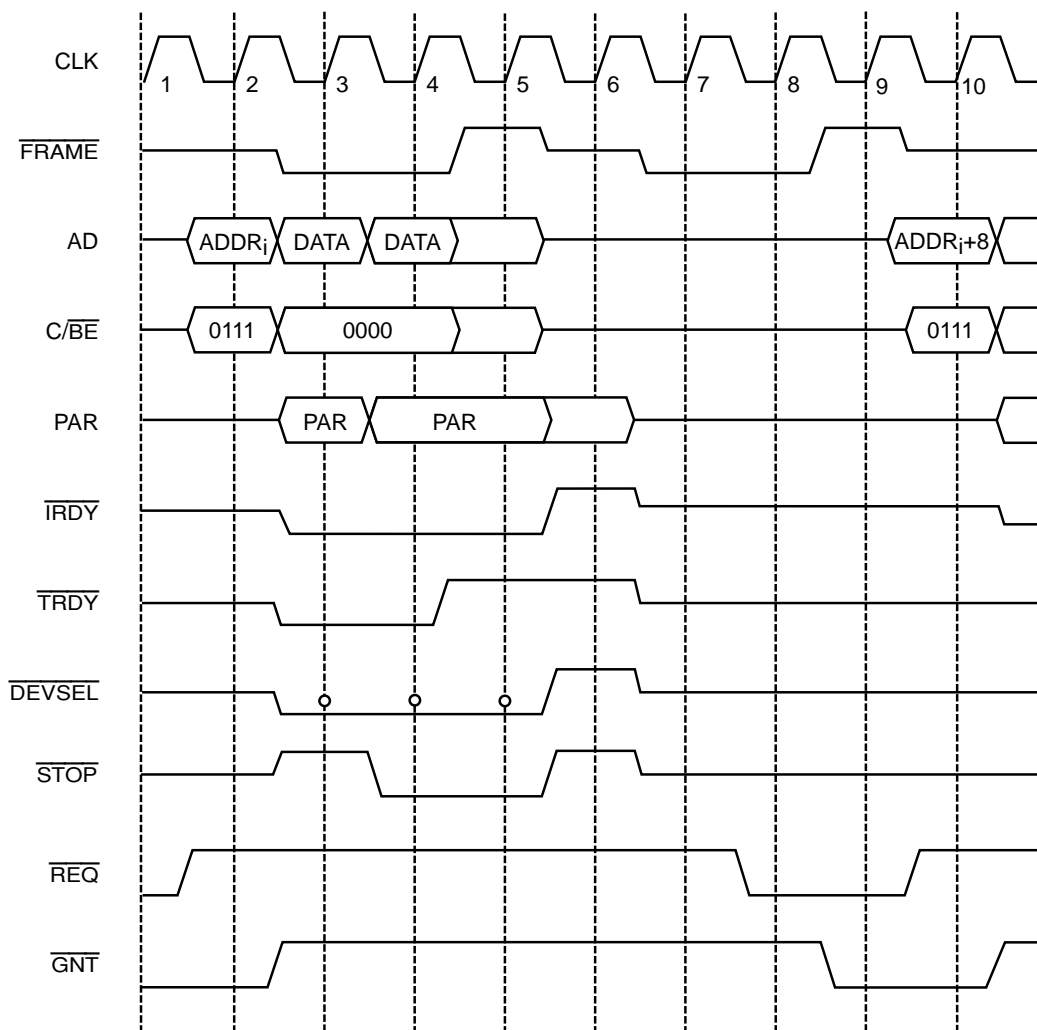 CLK
1 2 3 4 5 6 7 8 9 10
FRAME
AD
ADDRi DATA DATA ADDRi+8
C/BE
0111 0000 0111
PAR
PAR PAR
IRDY
TRDY
DEVSEL
STOP
REQ
GNT